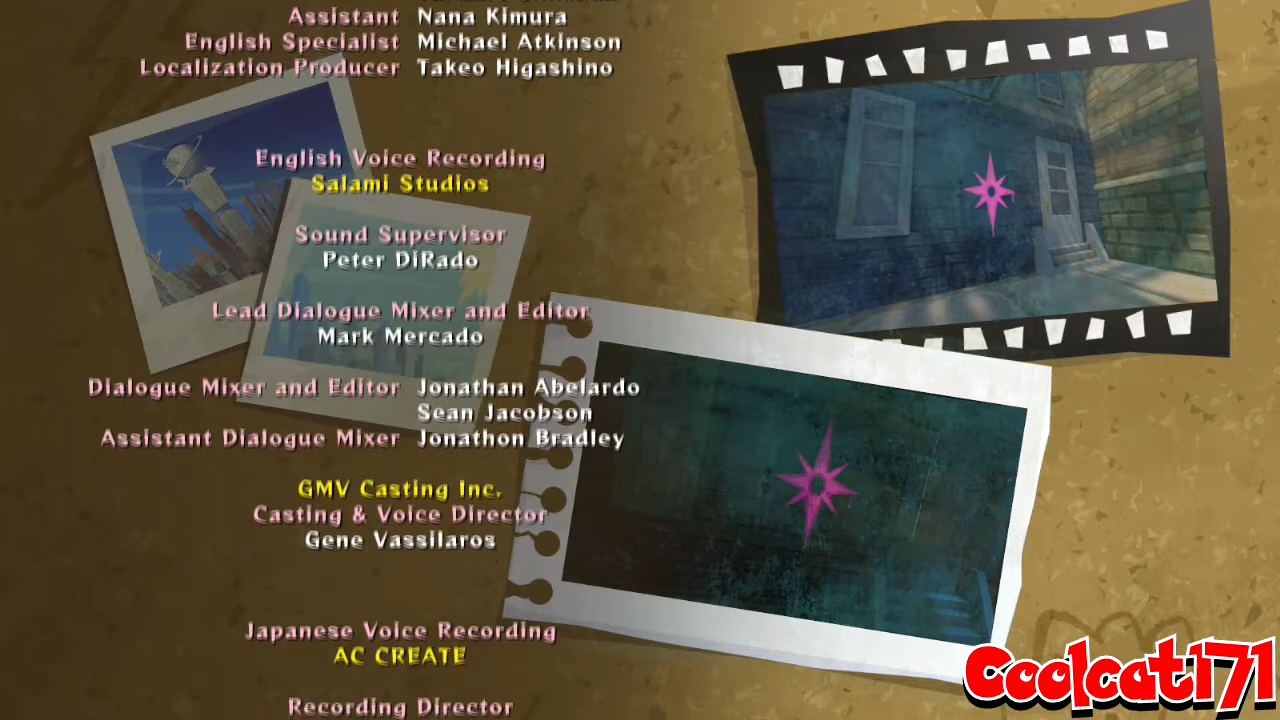 Assistant Nana Kimura
English Specialist Michael Atkinson
Localization Producer Takeo Higashino
English Voice Recording
Salami Studios
Sound Supervisor
Peter DiRado
Lead Dialogue Mixer and Editor
Mark Mercado
Dialogue Mixer and Editor Jonathan Abelardo
Sean Jacobson
Assistant Dialogue Mixer Jonathon Bradley
GMV Casting Inc.
Casting & Voice Director
Gene Vassilaros
Japanese Voice Recording
AC CREATE
Recording Director
Coolcat171